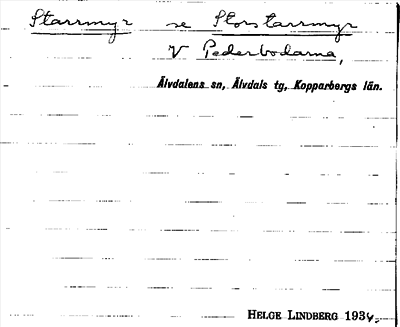 Starrmyr se Storstarrmyr
V Pederbodarna,
Älvdalens sn, Älvdals tg, Kopparbergs län.
HELGE LINDBERG 1934.